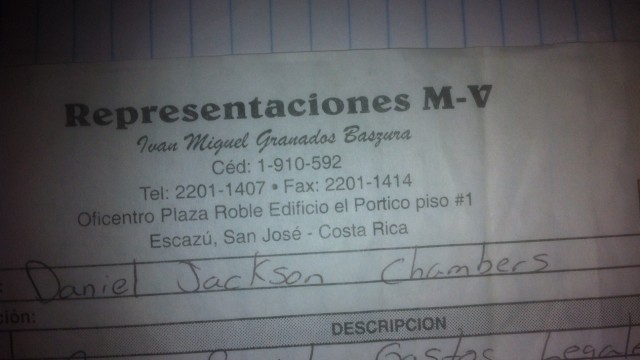 Representaciones M-V
Ivan Miguel Granados Baszura
Céd: 1-910-592
Tel: 2201-1407 • Fax: 2201-1414
Oficentro Plaza Roble Edificio el Portico piso #1
Escazú, San José - Costa Rica
Daniel Jackson Chambers
ción:
DESCRIPCION
Gastos Legal